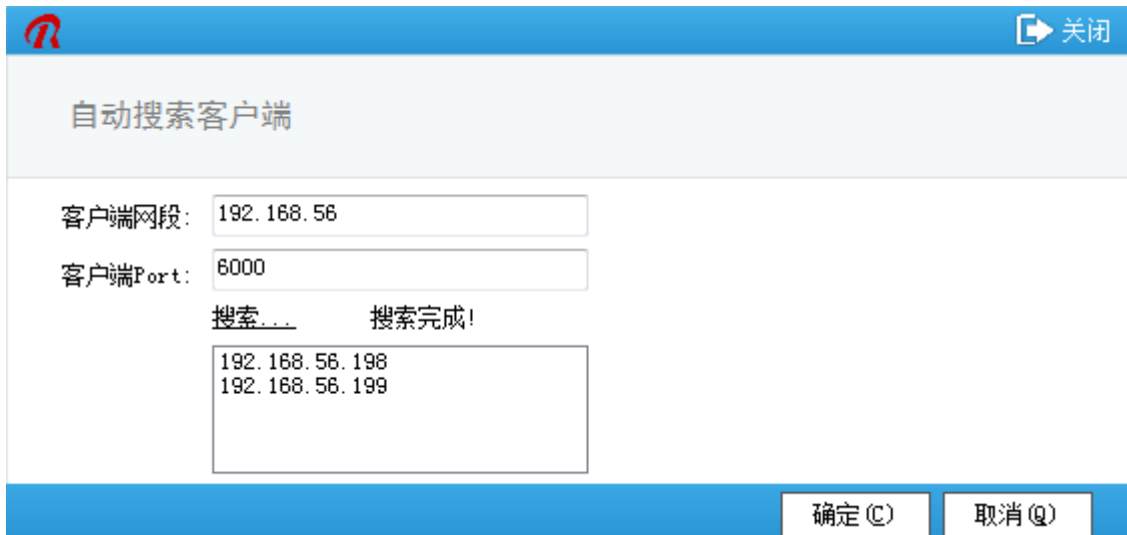 关闭
自动搜索客户端
客户端网段: 192.168.56
客户端Port: 6000
搜索... 搜索完成!
192.168.56.198
192.168.56.199
确定(C) 取消(Q)